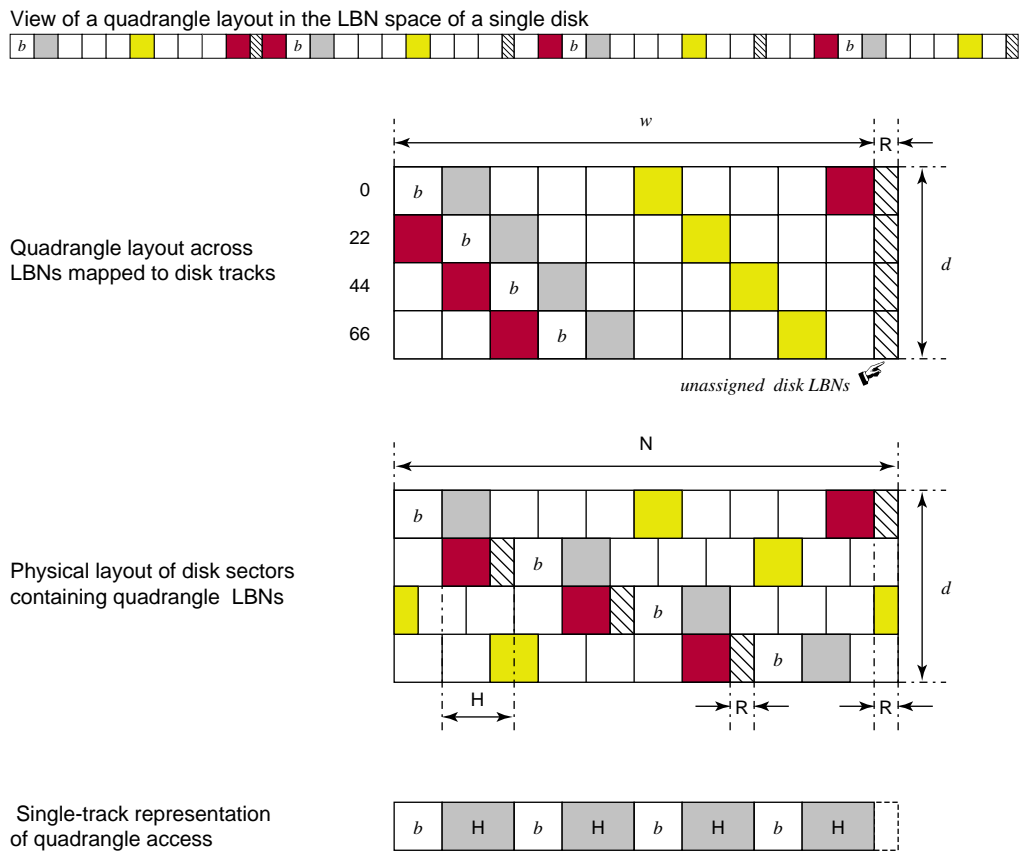 View of a quadrangle layout in the LBN space of a single disk
b b b b
w R
0 b
Quadrangle layout across
LBNs mapped to disk tracks
22 b
44 b
66 b
d
unassigned disk LBNs
N
b
Physical layout of disk sectors
containing quadrangle LBNs
b
b
b
d
H R R
Single-track representation
of quadrangle access
b H b H b H b H